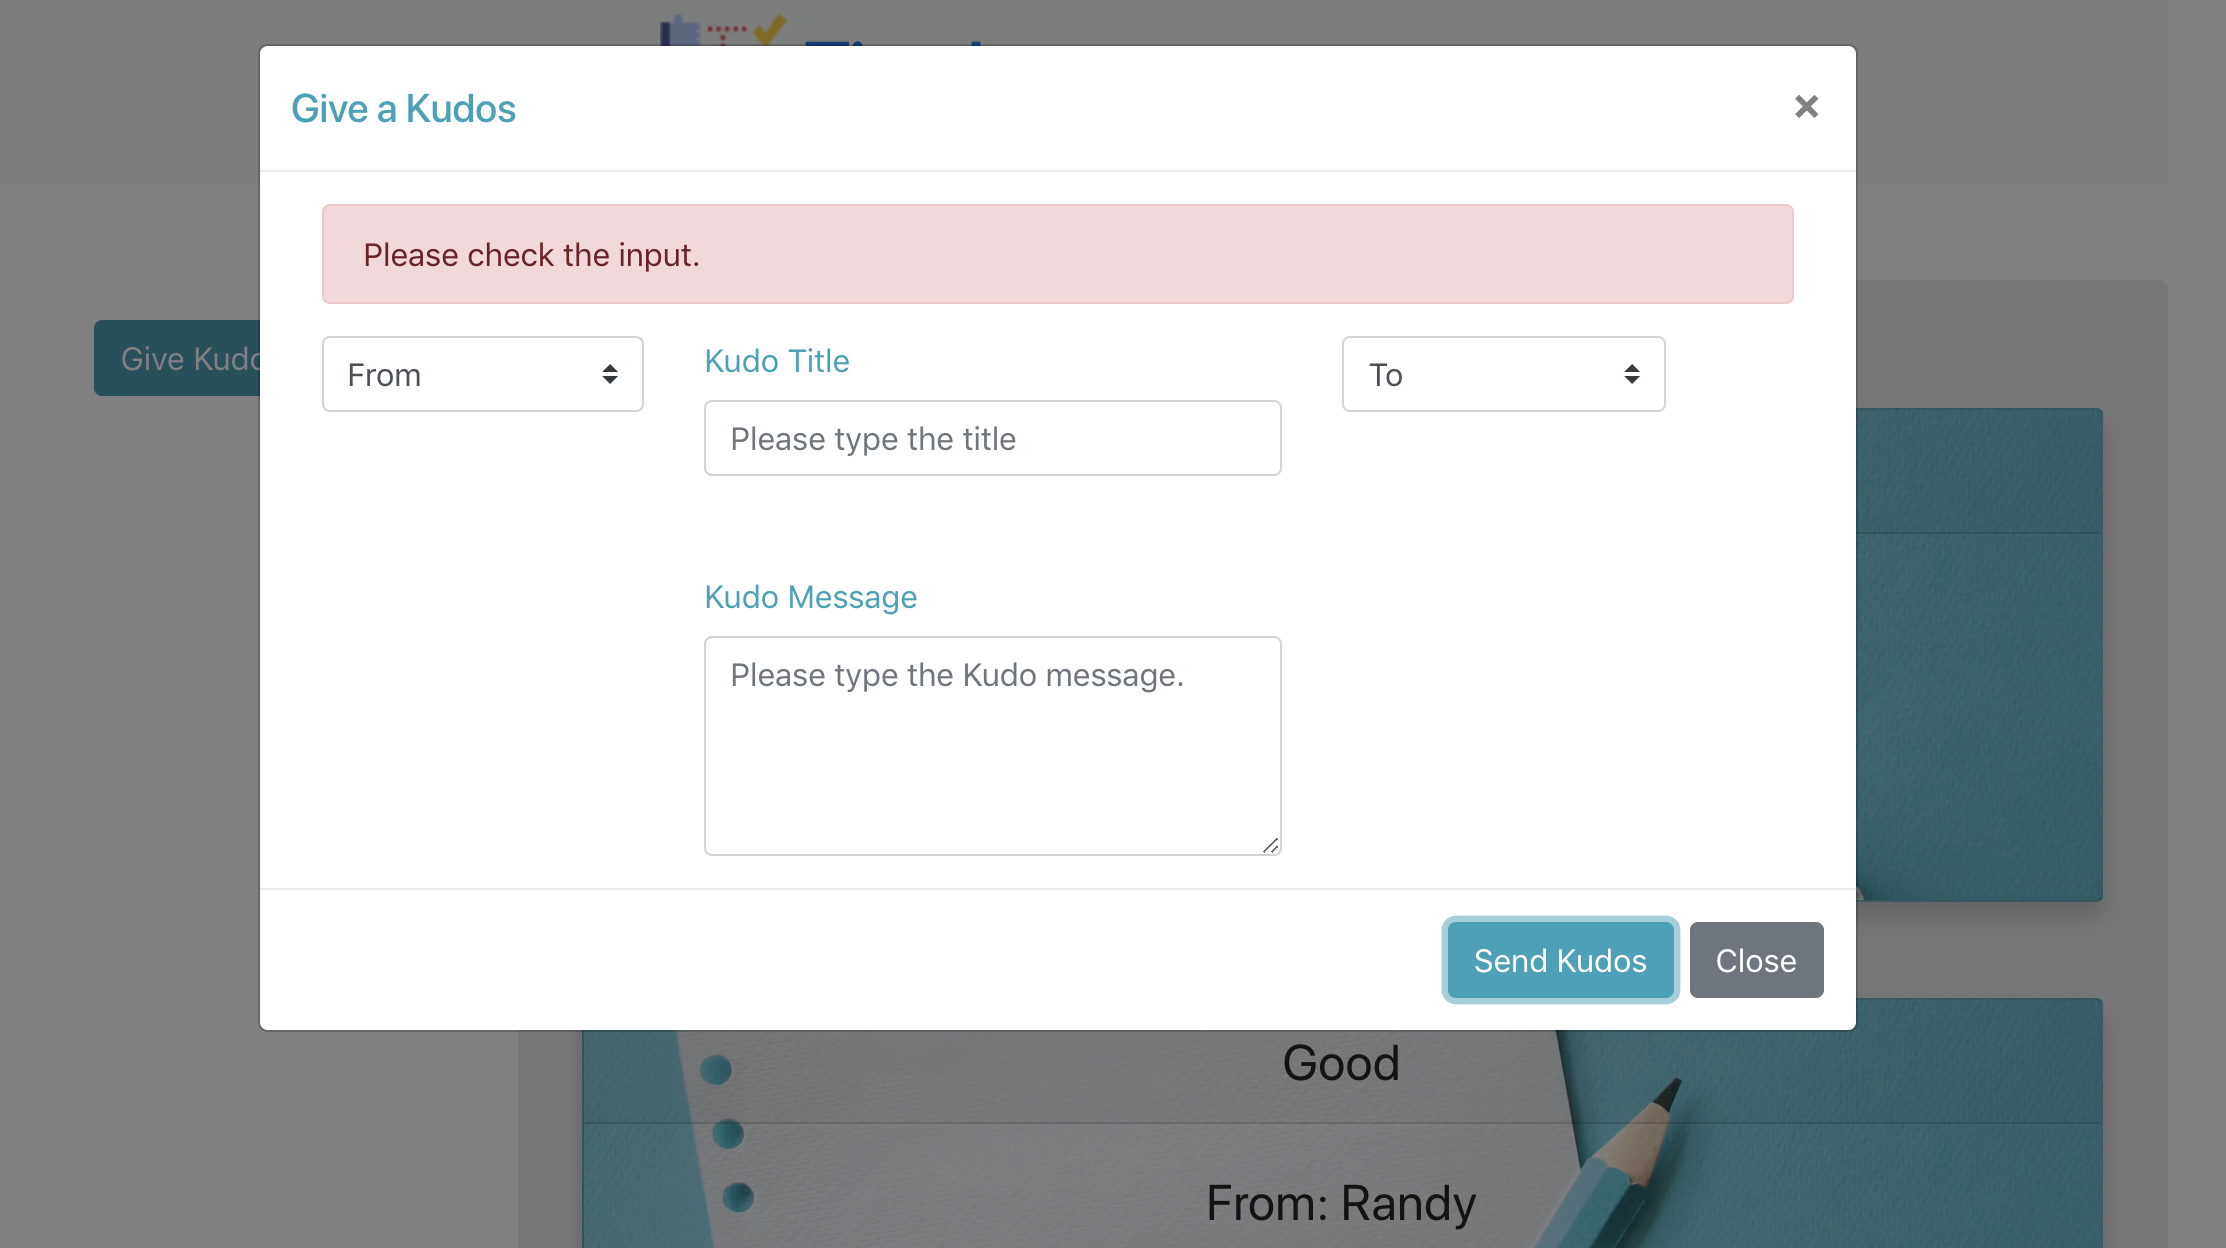 Give a Kudos
×
Please check the input.
Give Kudo
From
Kudo Title
To
Please type the title
Kudo Message
Please type the Kudo message.
Send Kudos
Close
Good
From: Randy